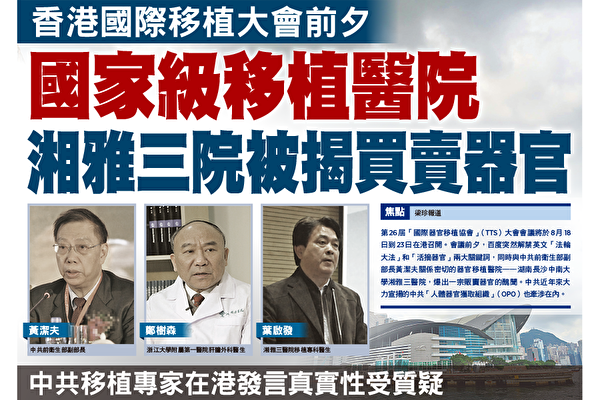 香港國際移植大會前夕
國家級移植醫院
湘雅三院被揭買賣器官
焦點 梁珍報道
第26屆「國際器官移植協會」(TTS)大會會議將於8月18
日到23日在港召開。會議前夕，百度突然解禁英文「法輪
大法」和「活摘器官」兩大關鍵詞，同時與中共前衛生部副
部長黃潔夫關係密切的器官移植醫院——湖南長沙中南大
學湘雅三醫院，爆出一宗販賣器官的醜聞。中共近年來大
力宣揚的中共「人體器官獲取組織」(OPO)也牽涉在內。
黃潔夫
中共前衛生部副部長
鄭樹森
浙江大學附屬第一醫院肝膽外科醫生
葉啟發
湘雅三醫院移植專科醫生
中共移植專家在港發言真實性受質疑